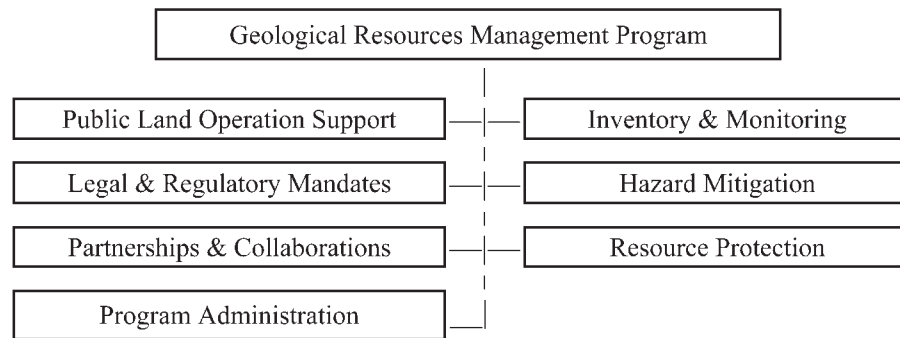 Geological Resources Management Program
Public Land Operation Support
Inventory & Monitoring
Legal & Regulatory Mandates
Hazard Mitigation
Partnerships & Collaborations
Resource Protection
Program Administration